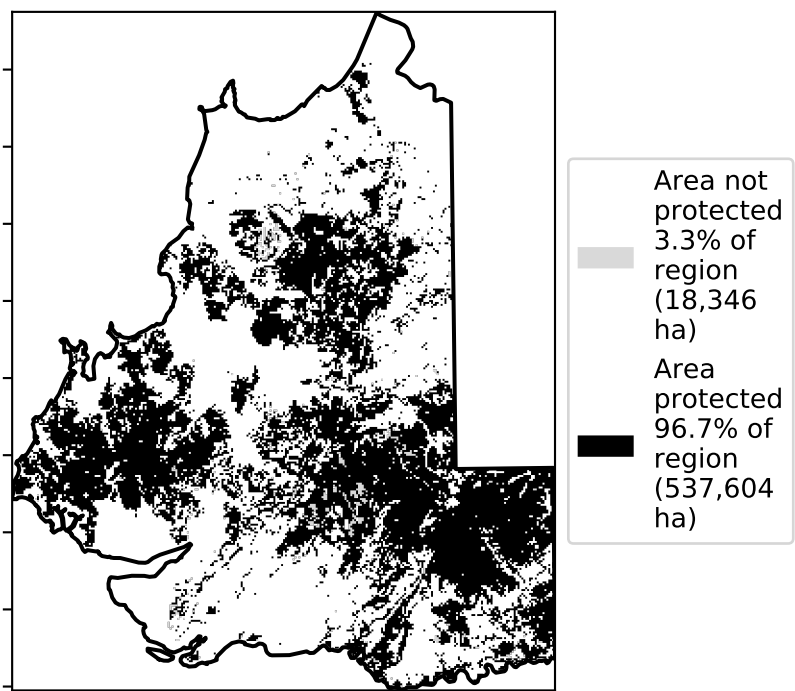 Area not
protected
3.3% of
region
(18,346
ha)
Area
protected
96.7% of
region
(537,604
ha)